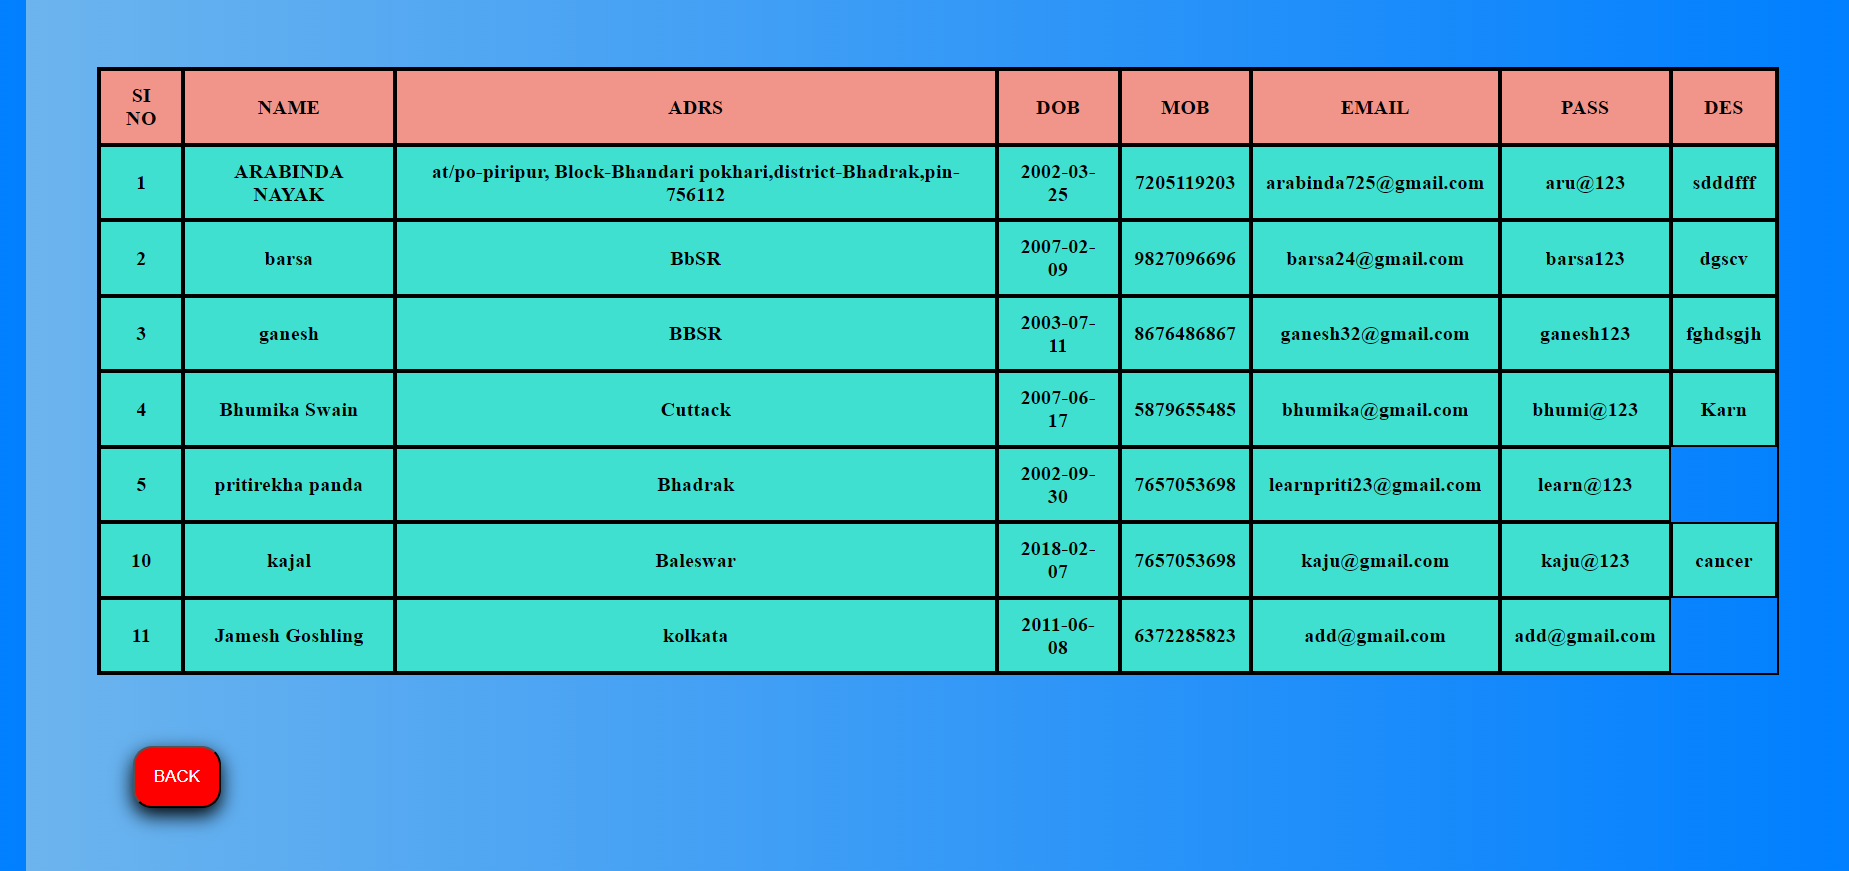 SI NO NAME ADRS DOB MOB EMAIL PASS DES
1 ARABINDA NAYAK at/po-piripur, Block-Bhandari pokhari,district-Bhadrak,pin-756112 2002-03-25 7205119203 arabinda725@gmail.com aru@123 sdddfff
2 barsa BbSR 2007-02-09 9827096696 barsa24@gmail.com barsa123 dgscv
3 ganesh BBSR 2003-07-11 8676486867 ganesh32@gmail.com ganesh123 fghdsgjh
4 Bhumika Swain Cuttack 2007-06-17 5879655485 bhumika@gmail.com bhumi@123 Karn
5 pritirekha panda Bhadrak 2002-09-30 7657053698 learnpriti23@gmail.com learn@123
10 kajal Baleswar 2018-02-07 7657053698 kaju@gmail.com kaju@123 cancer
11 Jamesh Goshling kolkata 2011-06-08 6372285823 add@gmail.com add@gmail.com
BACK